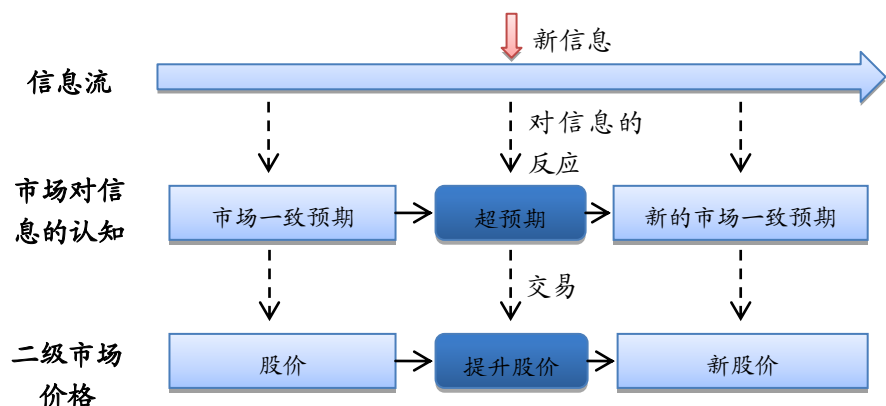 新信息
信息流
对信息的
反应
市场对信
息的认知
市场一致预期
超预期
新的市场一致预期
交易
二级市场
价格
股价
提升股价
新股价